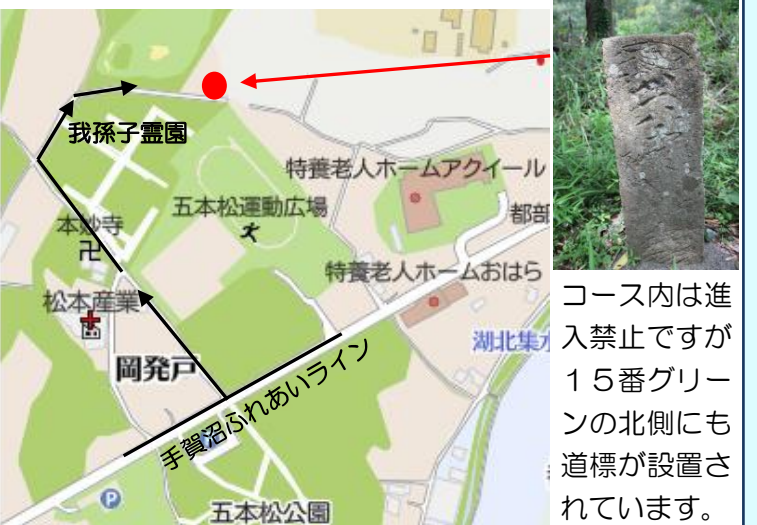 我孫子霊園
特養老人ホームアクイール
五本松運動広場
都部
本妙寺
特養老人ホームおはら
松本産業
湖北集水
岡発戸
手賀沼ふれあいライン
P
五本松公園
コース内は進
入禁止ですが
１５番グリー
ンの北側にも
道標が設置さ
れています。